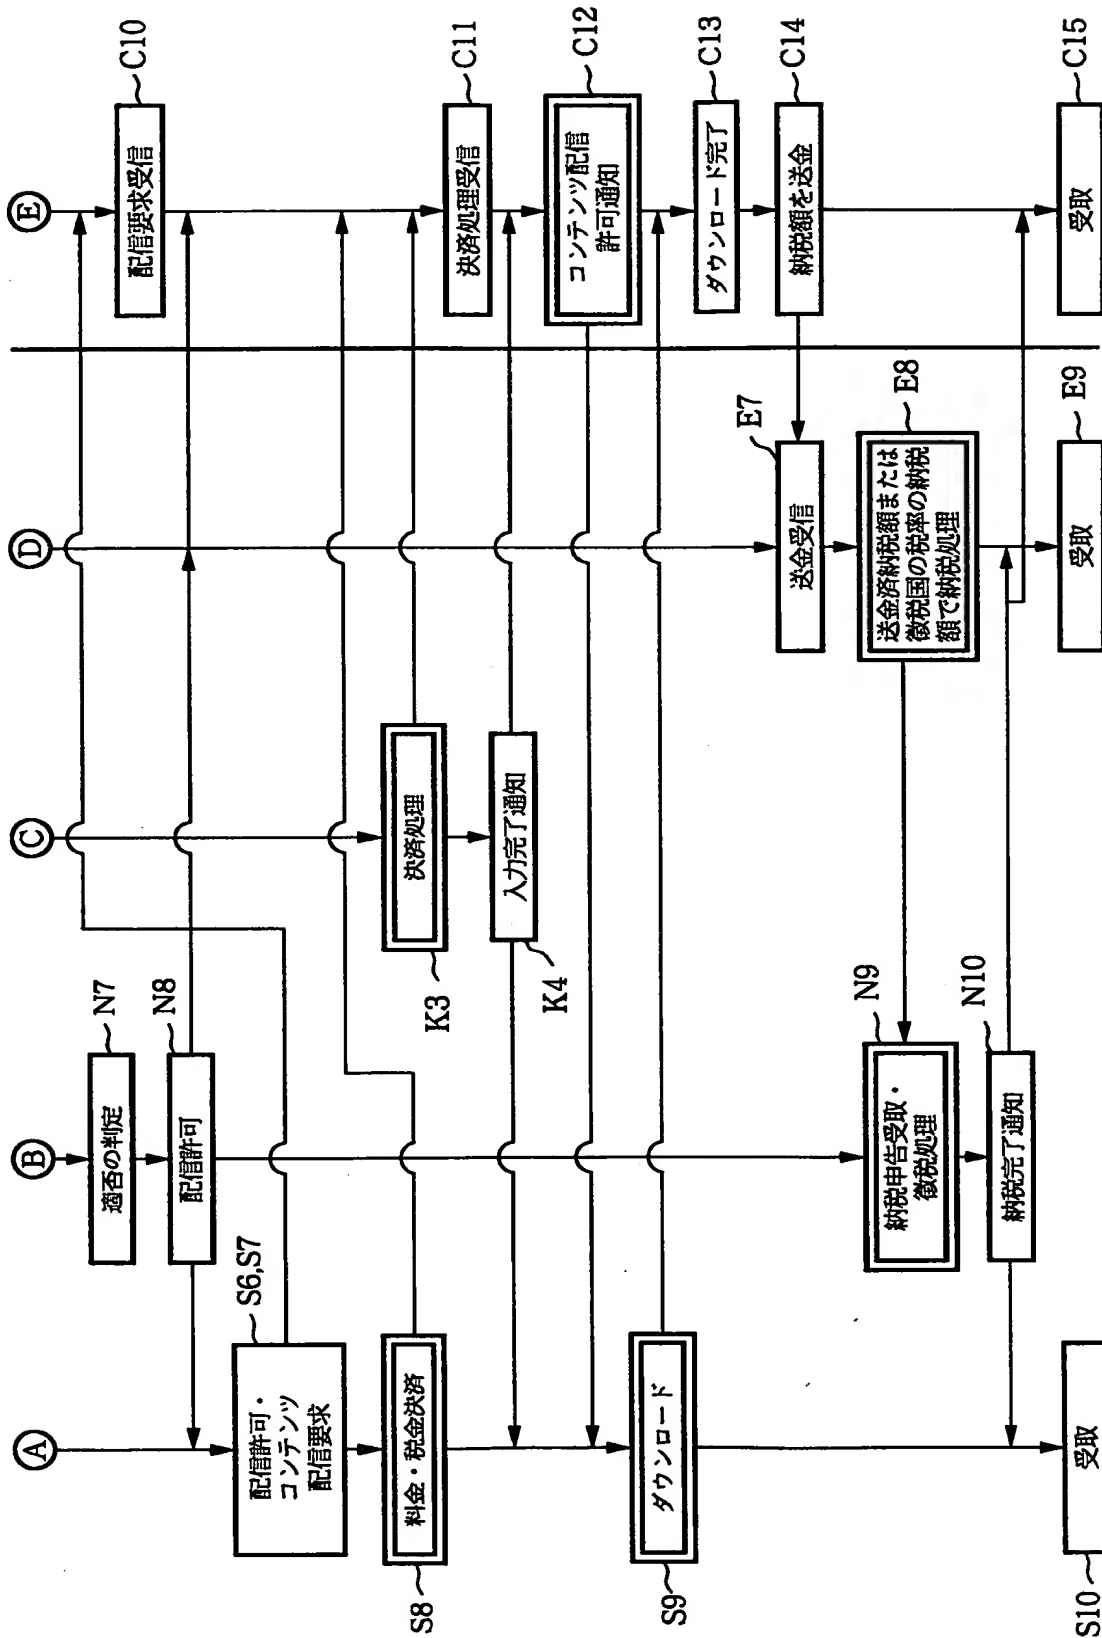 A
B
C
D
E
適否の判定
N7
配信許可
N8
配信許可・
コンテンツ
配信要求
S6,S7
料金・税金決済
S8
ダウンロード
S9
受取
S10
決済処理
K3
入力完了通知
K4
納税申告受取・
徴税処理
N9
納税完了通知
N10
送金受信
E7
送金済納税額または
徴税国の税率の納税
額で納税処理
E8
受取
E9
配信要求受信
C10
決済処理受信
C11
コンテンツ配信
許可通知
C12
ダウンロード完了
C13
納税額を送金
C14
受取
C15